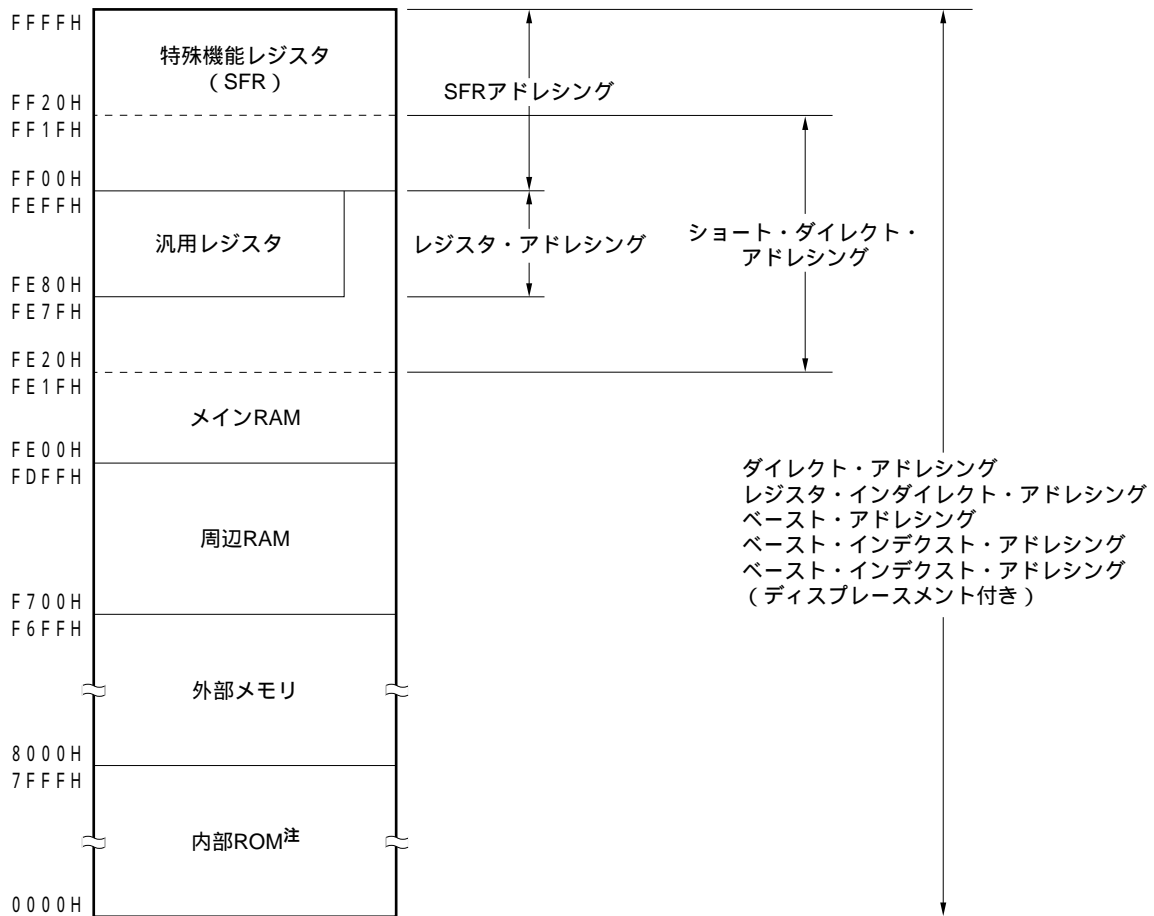 FFFFH
特殊機能レジスタ
（SFR）
SFRアドレシング
FF20H
FF1FH
FF00H
FEFFH
汎用レジスタ
レジスタ・アドレシング
ショート・ダイレクト・
アドレシング
FE80H
FE7FH
FE20H
FE1FH
メインRAM
FE00H
FDFFH
ダイレクト・アドレシング
レジスタ・インダイレクト・アドレシング
ベースト・アドレシング
ベースト・インデクスト・アドレシング
ベースト・インデクスト・アドレシング
（ディスプレースメント付き）
周辺RAM
F700H
F6FFH
外部メモリ
8000H
7FFFH
内部ROM注
0000H